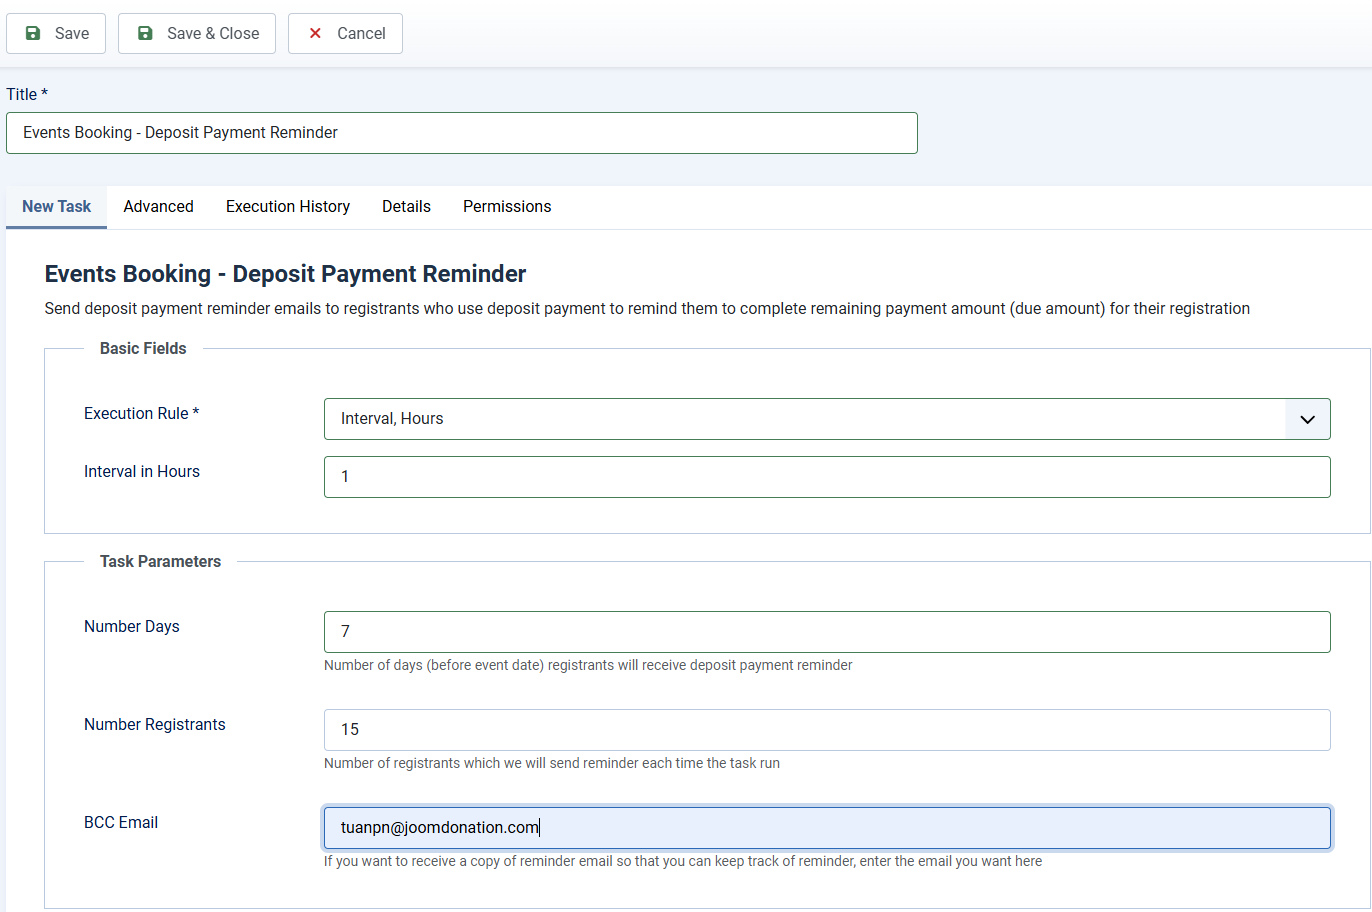 Save
Save & Close
Cancel
Title *
Events Booking - Deposit Payment Reminder
New Task
Advanced
Execution History
Details
Permissions
Events Booking - Deposit Payment Reminder
Send deposit payment reminder emails to registrants who use deposit payment to remind them to complete remaining payment amount (due amount) for their registration
Basic Fields
Execution Rule *
Interval, Hours
Interval in Hours
1
Task Parameters
Number Days
7
Number of days (before event date) registrants will receive deposit payment reminder
Number Registrants
15
Number of registrants which we will send reminder each time the task run
BCC Email
tuanpn@joomdonation.com
If you want to receive a copy of reminder email so that you can keep track of reminder, enter the email you want here